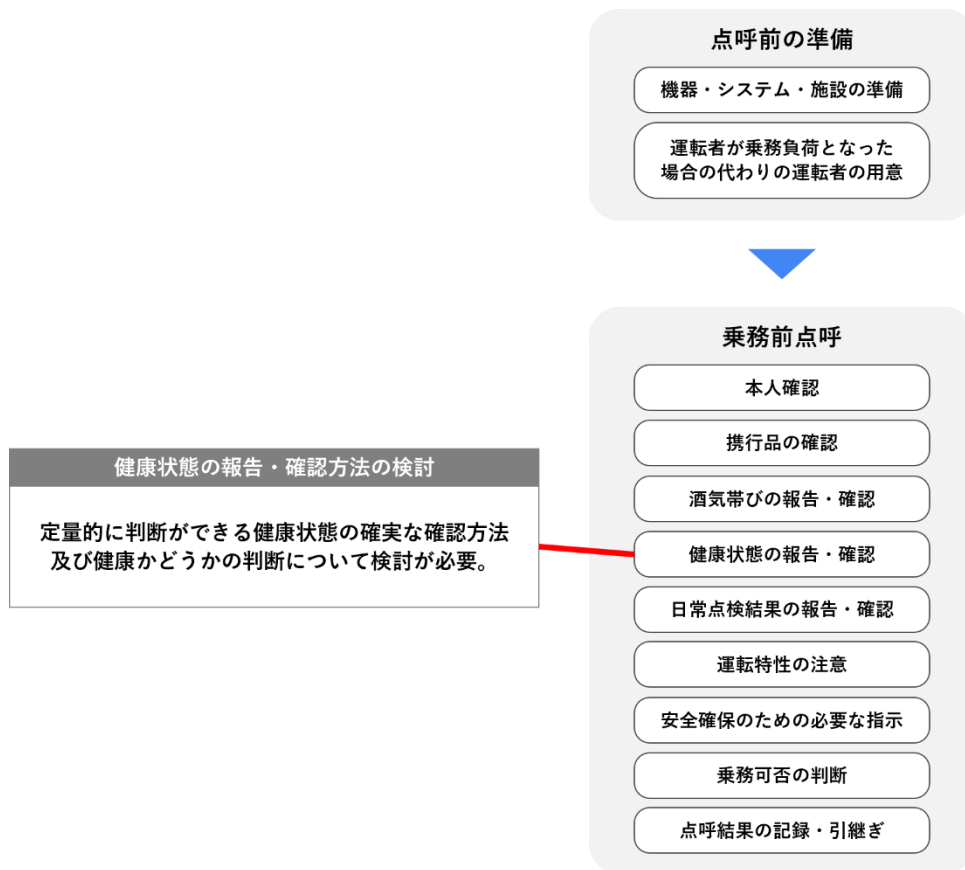 点呼前の準備
機器・システム・施設の準備
運転者が乗務負荷となった
場合の代わりの運転者の用意
乗務前点呼
本人確認
携行品の確認
酒気帯びの報告・確認
健康状態の報告・確認
日常点検結果の報告・確認
運転特性の注意
安全確保のための必要な指示
乗務可否の判断
点呼結果の記録・引継ぎ
健康状態の報告・確認方法の検討
定量的に判断ができる健康状態の確実な確認方法
及び健康かどうかの判断について検討が必要。